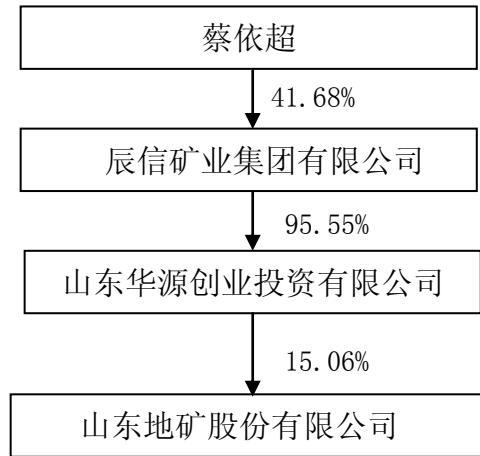 蔡依超
41.68%
辰信矿业集团有限公司
95.55%
山东华源创业投资有限公司
15.06%
山东地矿股份有限公司